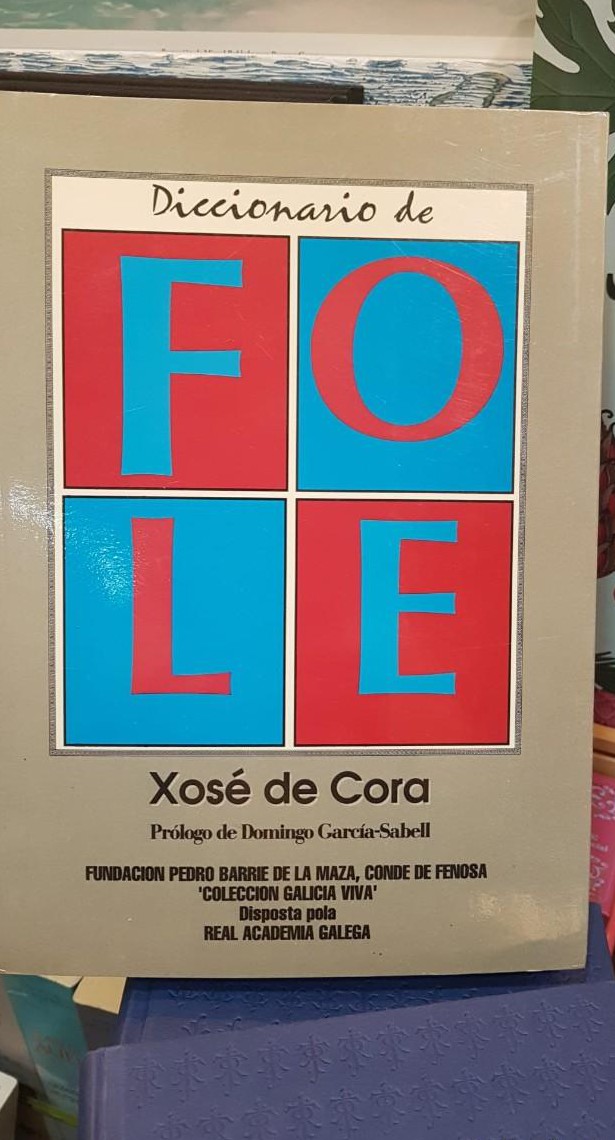 Diccionario de
FO
LE
Xosé de Cora
Prólogo de Domingo García-Sabell
FUNDACION PEDRO BARRIE DE LA MAZA, CONDE DE FENOSA
'COLECCION GALICIA VIVA'
Disposta pola
REAL ACADEMIA GALEGA